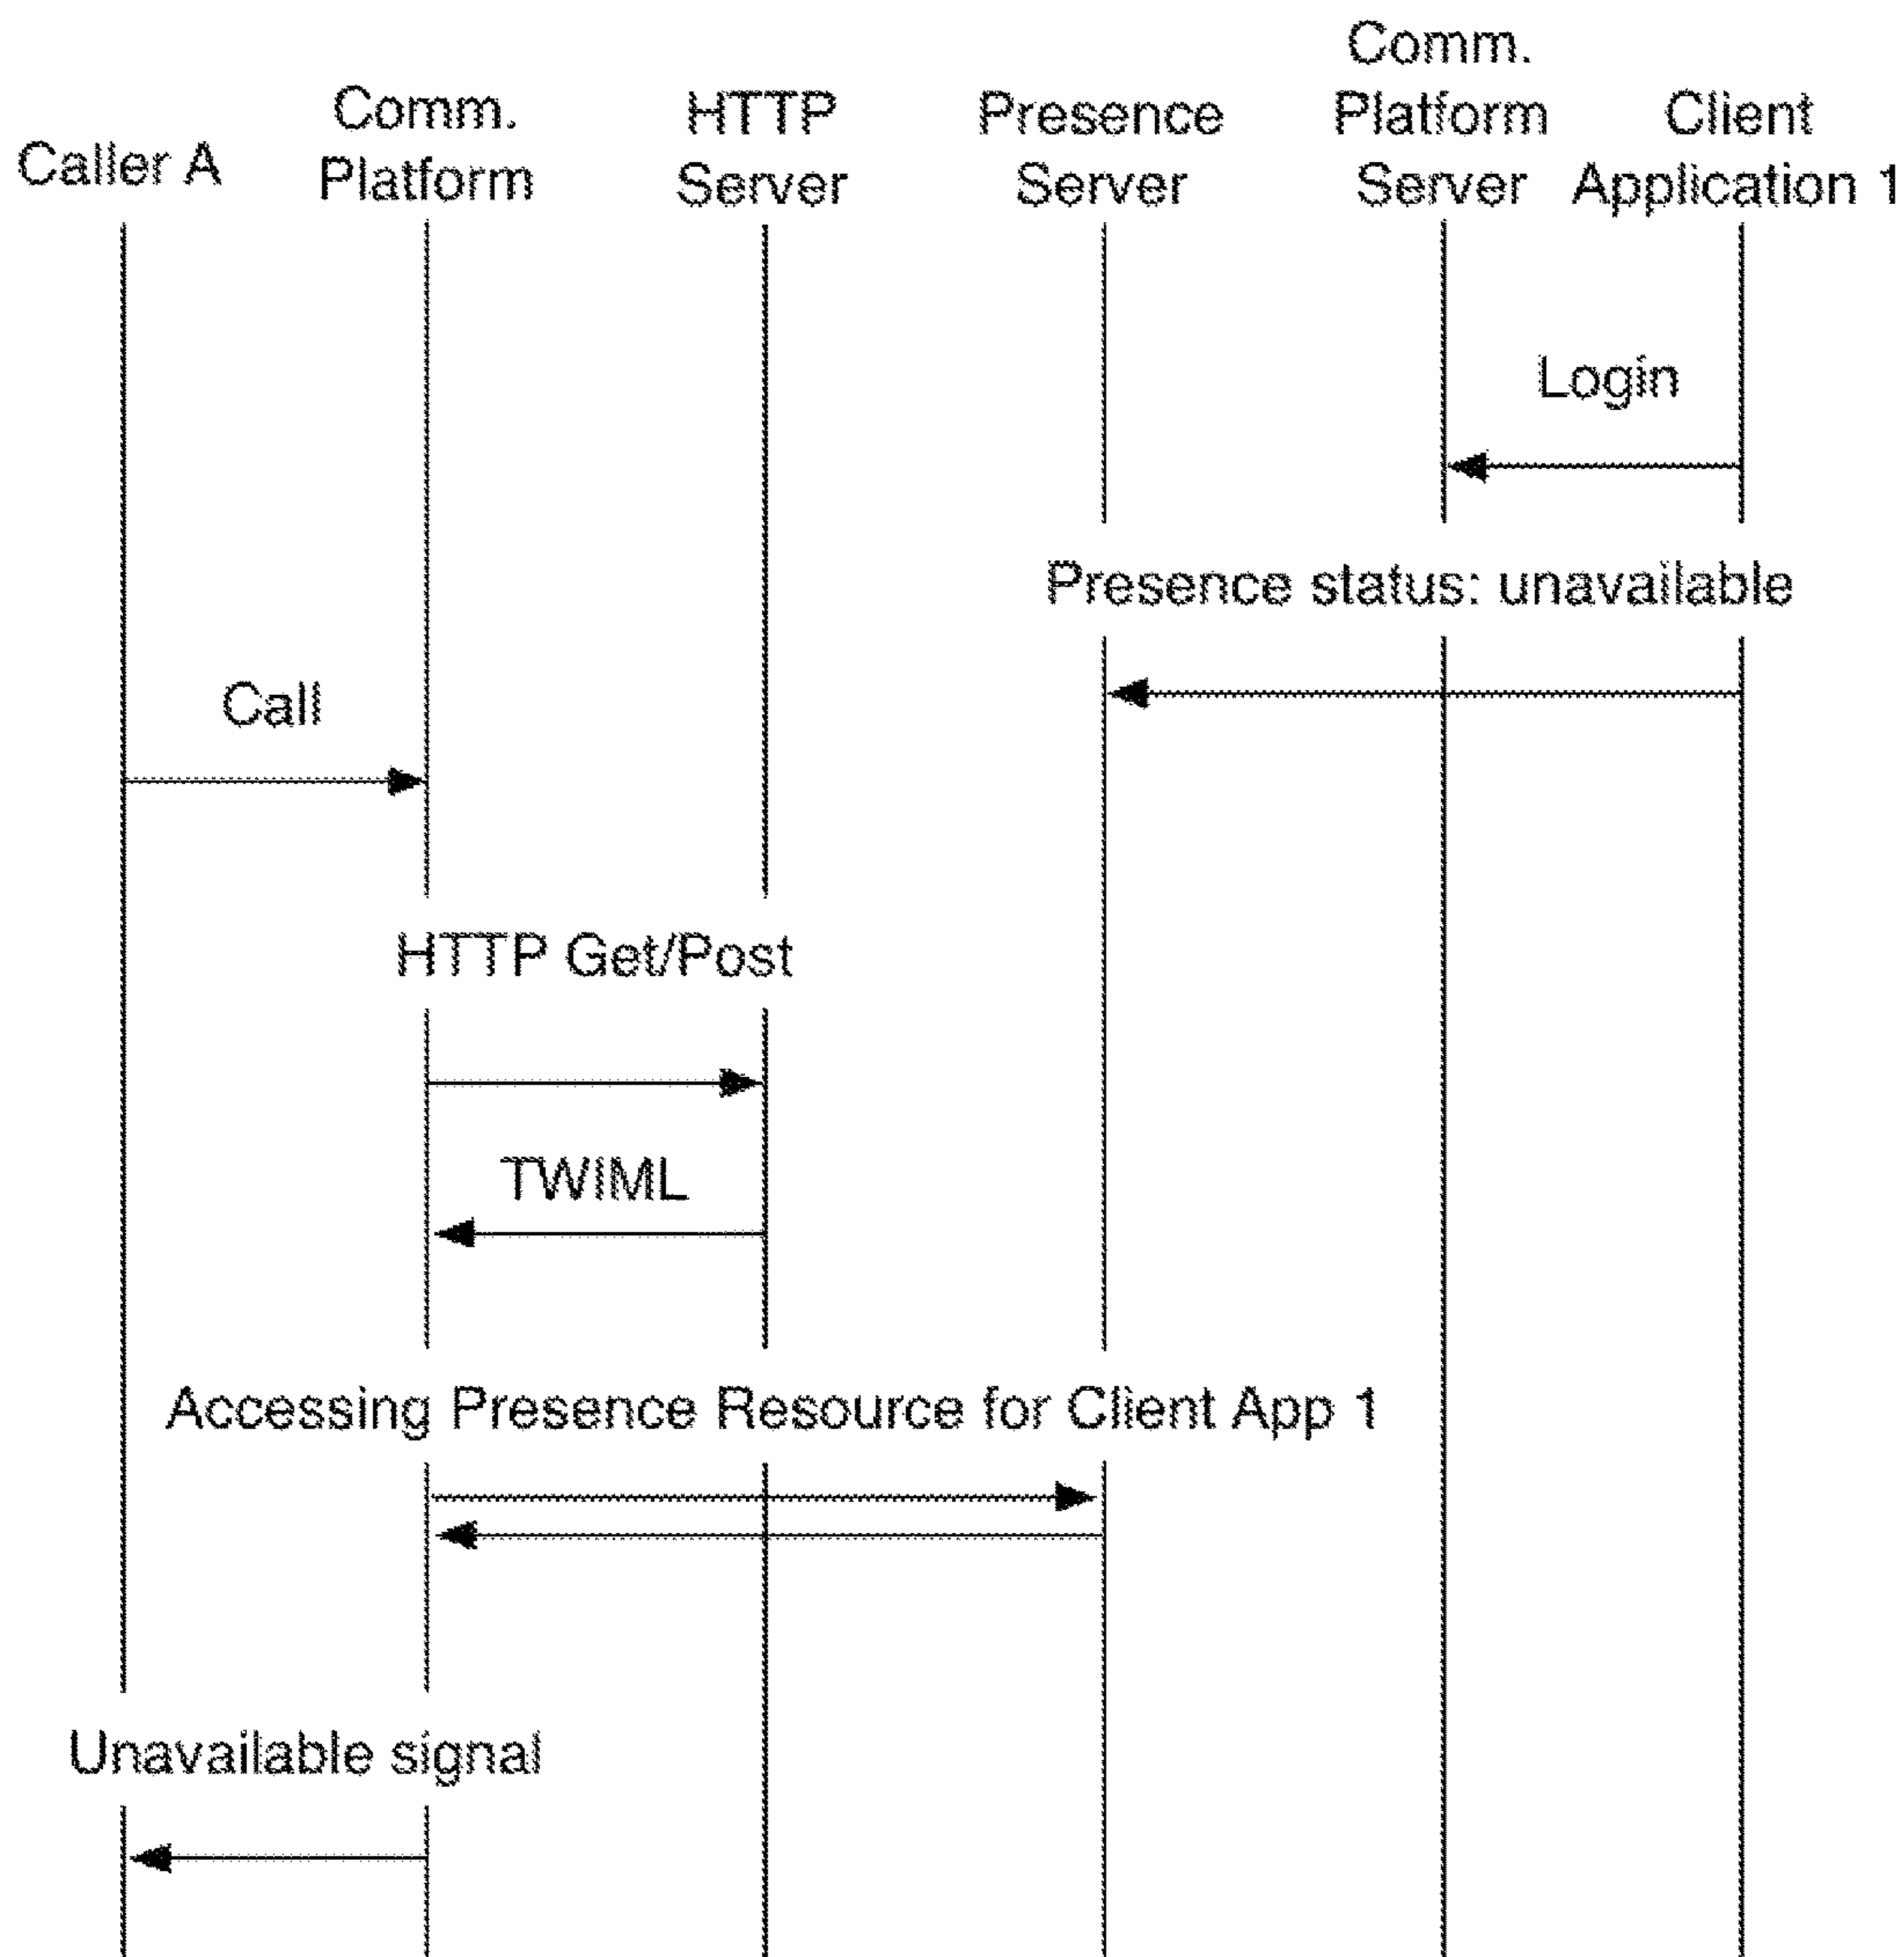 Caller A
Comm.
Platform
HTTP
Server
Presence
Server
Comm.
Platform
Server
Client
Application 1
Login
Presence status: unavailable
Call
HTTP Get/Post
TWIML
Accessing Presence Resource for Client App 1
Unavailable signal